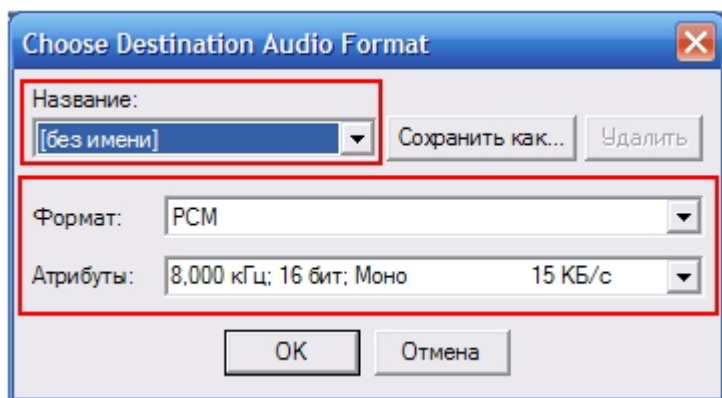 Choose Destination Audio Format
Название:
[без имени] Сохранить как... Удалить
Формат: PCM
Атрибуты: 8,000 кГц; 16 бит; Моно 15 КБ/с
OK Отмена